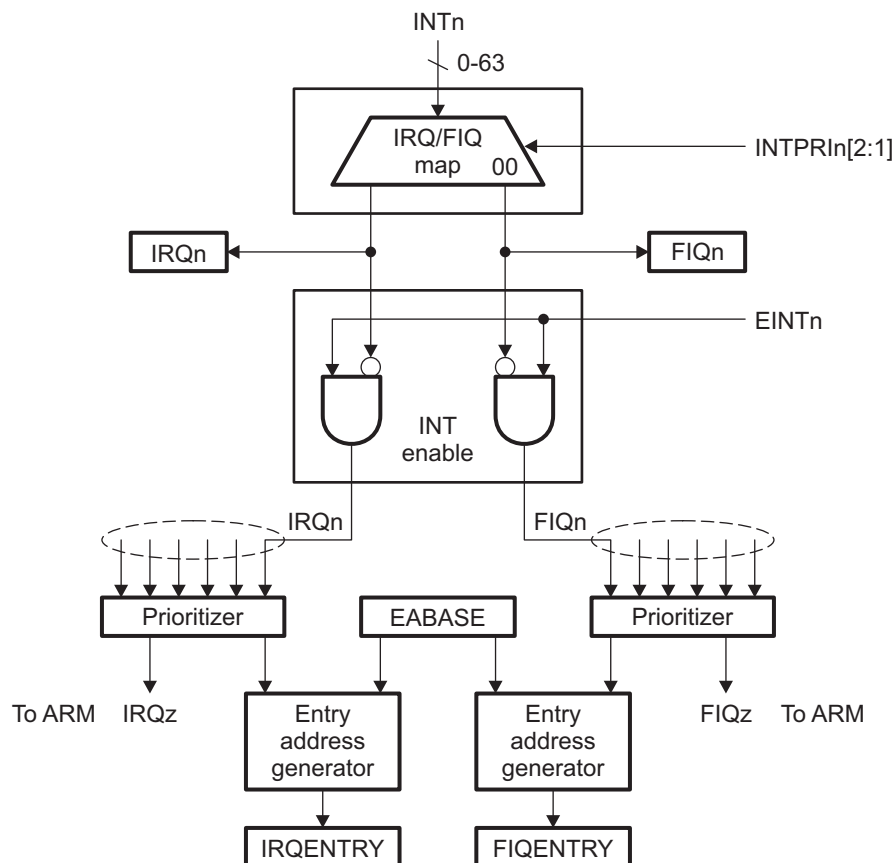 INTn
0-63
IRQ/FIQ
map 00
INTPRIn[2:1]
IRQn
FIQn
EINTn
INT
enable
IRQn
FIQn
Prioritizer
EABASE
Prioritizer
To ARM IRQz
Entry
address
generator
Entry
address
generator
FIQz To ARM
IRQENTRY
FIQENTRY